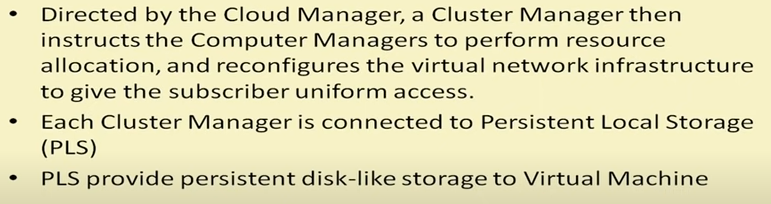 • Directed by the Cloud Manager, a Cluster Manager then
instructs the Computer Managers to perform resource
allocation, and reconfigures the virtual network infrastructure
to give the subscriber uniform access.
• Each Cluster Manager is connected to Persistent Local Storage
(PLS)
• PLS provide persistent disk-like storage to Virtual Machine